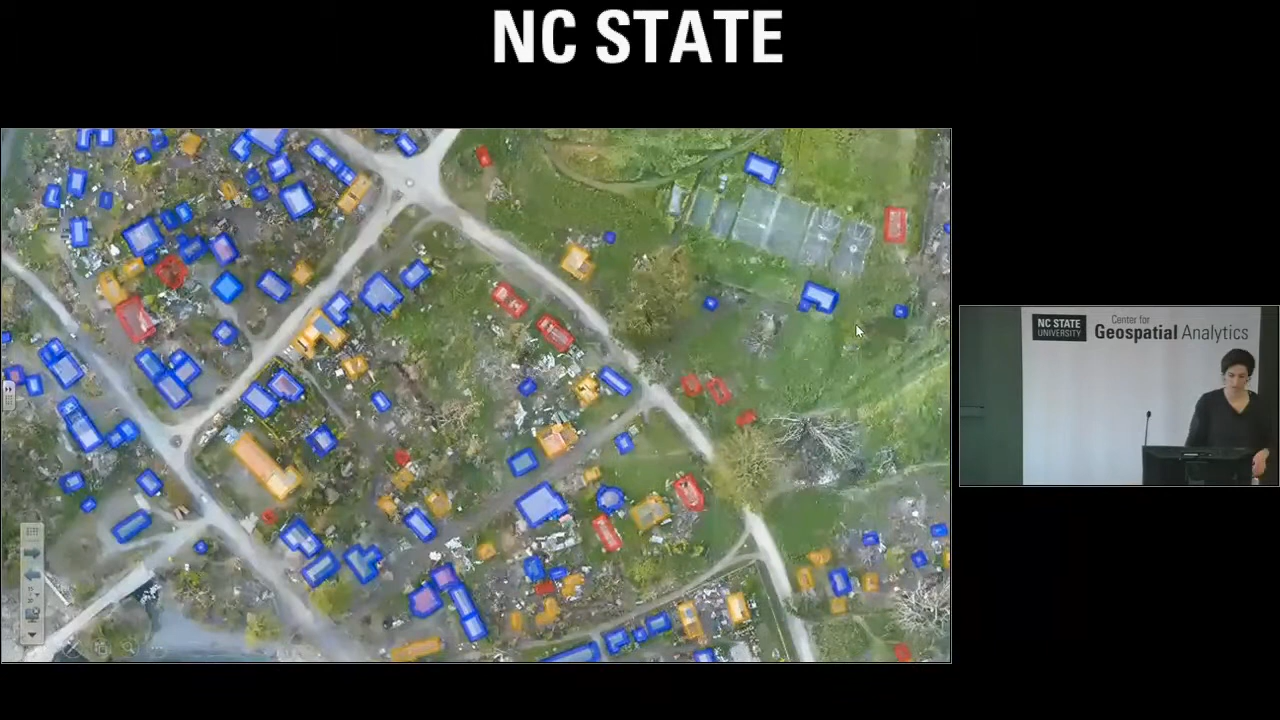 NC STATE
NC STATE
UNIVERSITY
Center for
Geospatial Analytics